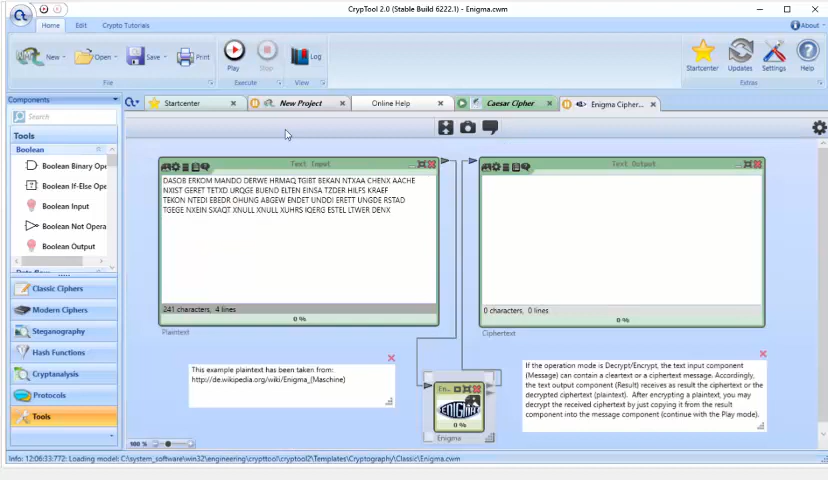 CrypTool 2.0 (Stable Build 6222.1) - Enigma.cwm
Home Edit Crypto Tutorials About
New Open Save Print Play Stop Log Startcenter Updates Settings Help
File Execute View Extras
Components Startcenter New Project Online Help Caesar Cipher Enigma Cipher...
Search
Tools
Boolean
Boolean Binary Ope
Boolean If-Else Ope
Boolean Input
Boolean Not Opera
Boolean Output
Classic Ciphers
Modern Ciphers
Steganography
Hash Functions
Cryptanalysis
Protocols
Tools
Text Input
DASOB ERKOM MANDO DERWE HRMAQ TGIBT BEKAN NTXAA CHENX AACHE
NXIST GERET TETXD URQGE BUEND ELTEN EINSA TZDER HILFS KRAEF
TEKON NTEDI EBEDR OHUNG ABGEW ENDET UNDDI ERETT UNGDE RSTAD
TGEGE NXEIN SXAQT XNULL XNULL XUHRS IQERG ESTEL LTWER DENX
241 characters, 4 lines
0 %
Plaintext
Text Output
0 characters, 0 lines
0 %
Ciphertext
This example plaintext has been taken from:
http://de.wikipedia.org/wiki/Enigma_(Maschine)
En...
ENIGMA
0 %
Enigma
If the operation mode is Decrypt/Encrypt, the text input component
(Message) can contain a cleartext or a ciphertext message. Accordingly,
the text output component (Result) receives as result the ciphertext or the
decrypted ciphertext (plaintext). After encrypting a plaintext, you may
decrypt the received ciphertext by just copying it from the result
component into the message component (continue with the Play mode).
100 %
Info: 12:06:33:772: Loading model: C:\system_software\win32\engineering\crypttool\cryptool2\Templates\Cryptography\Classic\Enigma.cwm